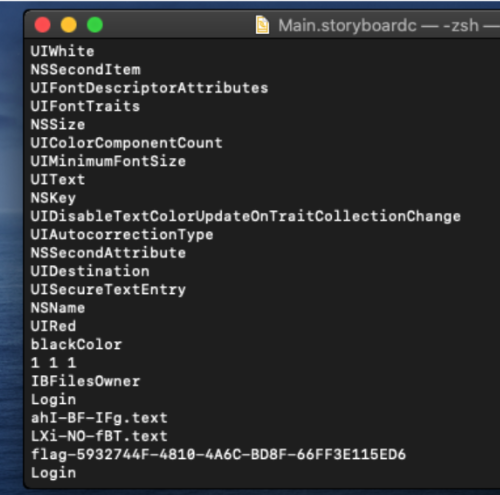 Main.storyboardc — -zsh —
UIWhite
NSSecondItem
UIFontDescriptorAttributes
UIFontTraits
NSSize
UIColorComponentCount
UIMinimumFontSize
UIText
NSKey
UIDisableTextColorUpdateOnTraitCollectionChange
UIAutocorrectionType
NSSecondAttribute
UIDestination
UISecureTextEntry
NSName
UIRed
blackColor
1 1 1
IBFilesOwner
Login
ahI-BF-IFg.text
LXi-NO-fBT.text
flag-5932744F-4810-4A6C-BD8F-66FF3E115ED6
Login